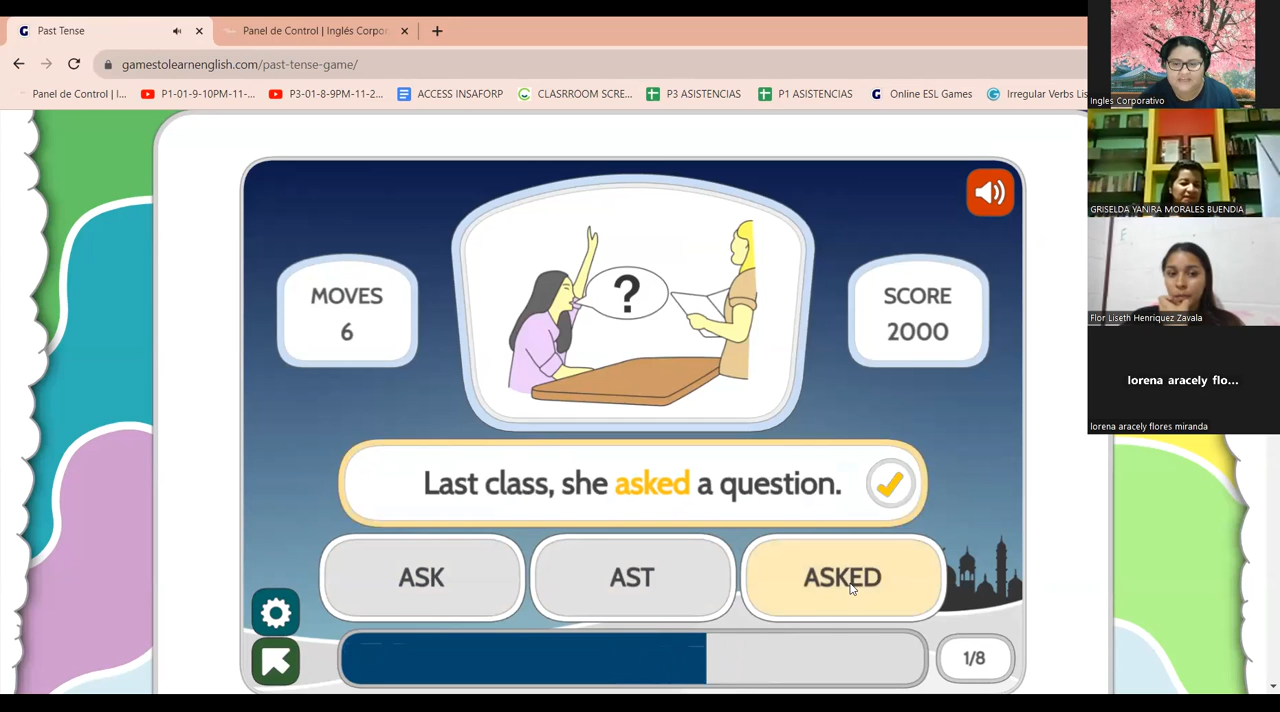 Past Tense
Panel de Control | Inglés Corpo
gamestolearnenglish.com/past-tense-game/
Panel de Control | I...
P1-01-9-10PM-11-...
P3-01-8-9PM-11-2...
ACCESS INSAFORP
CLASRROOM SCRE...
P3 ASISTENCIAS
P1 ASISTENCIAS
Online ESL Games
Irregular Verbs Lis
Ingles Corporativo
GRISELDA YANIRA MORALES BUENDIA
Flor Liseth Henriquez Zavala
lorena aracely flo...
lorena aracely flores miranda
MOVES
6
?
SCORE
2000
Last class, she asked a question.
ASK
AST
ASKED
1/8